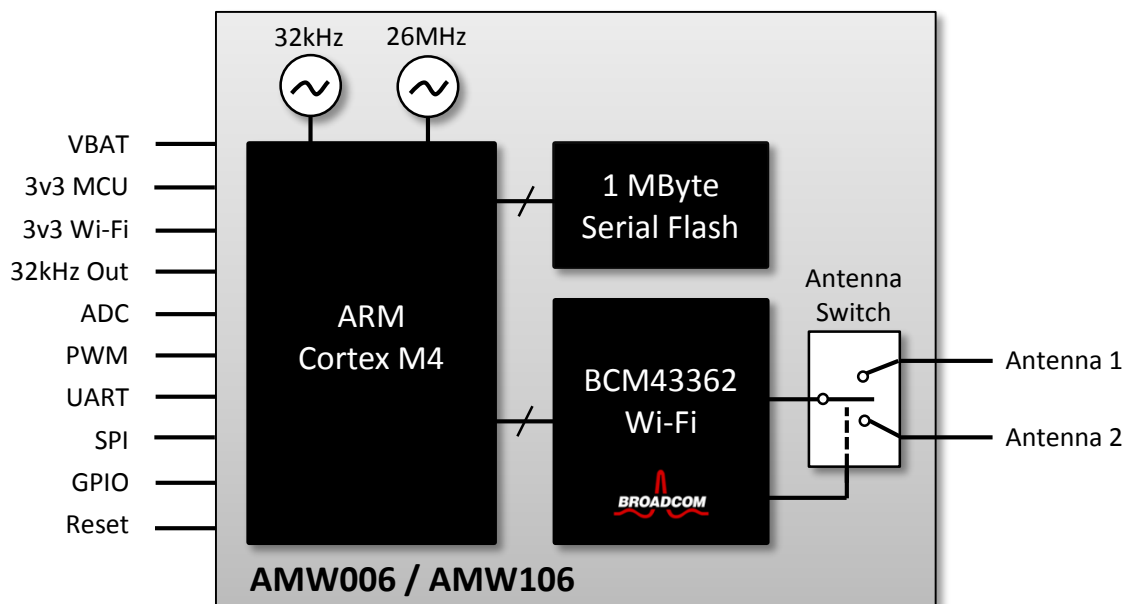 32kHz
26MHz
VBAT
3v3 MCU
3v3 Wi-Fi
32kHz Out
ADC
PWM
UART
SPI
GPIO
Reset
ARM
Cortex M4
1 MByte
Serial Flash
BCM43362
Wi-Fi
BROADCOM
Antenna
Switch
Antenna 1
Antenna 2
AMW006 / AMW106